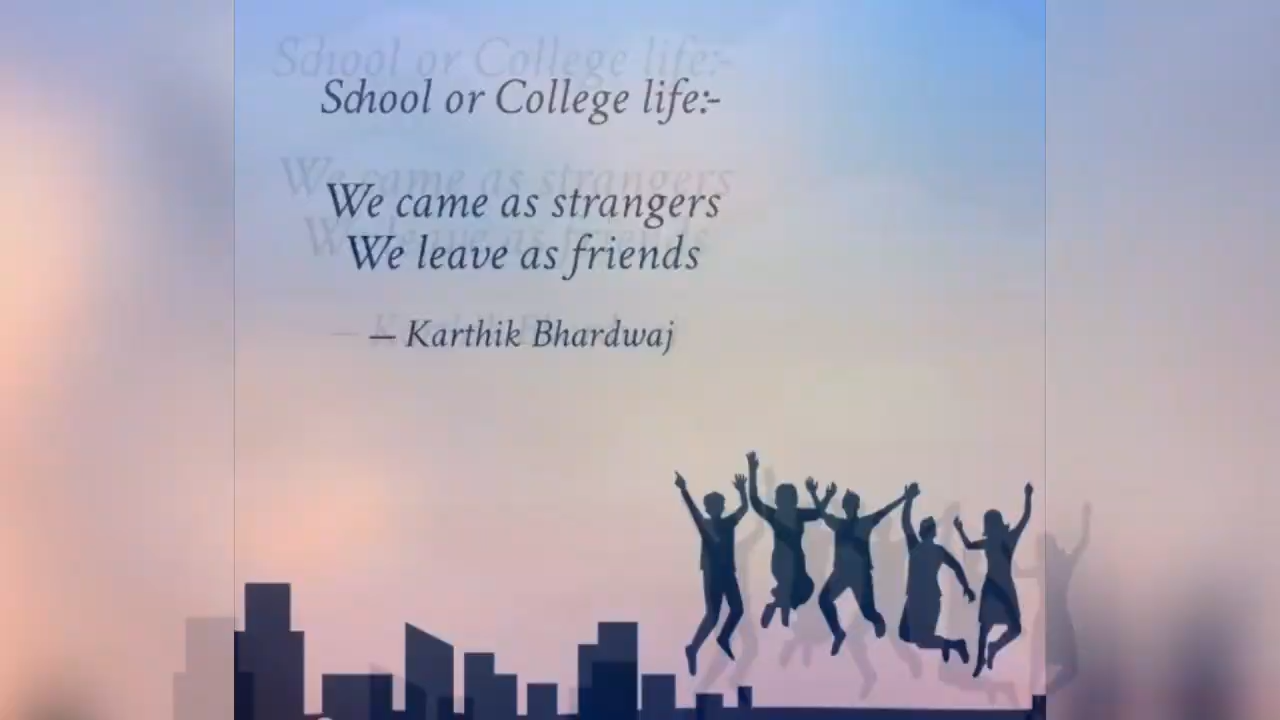 School or College life:-
We came as strangers
We leave as friends
– Karthik Bhardwaj